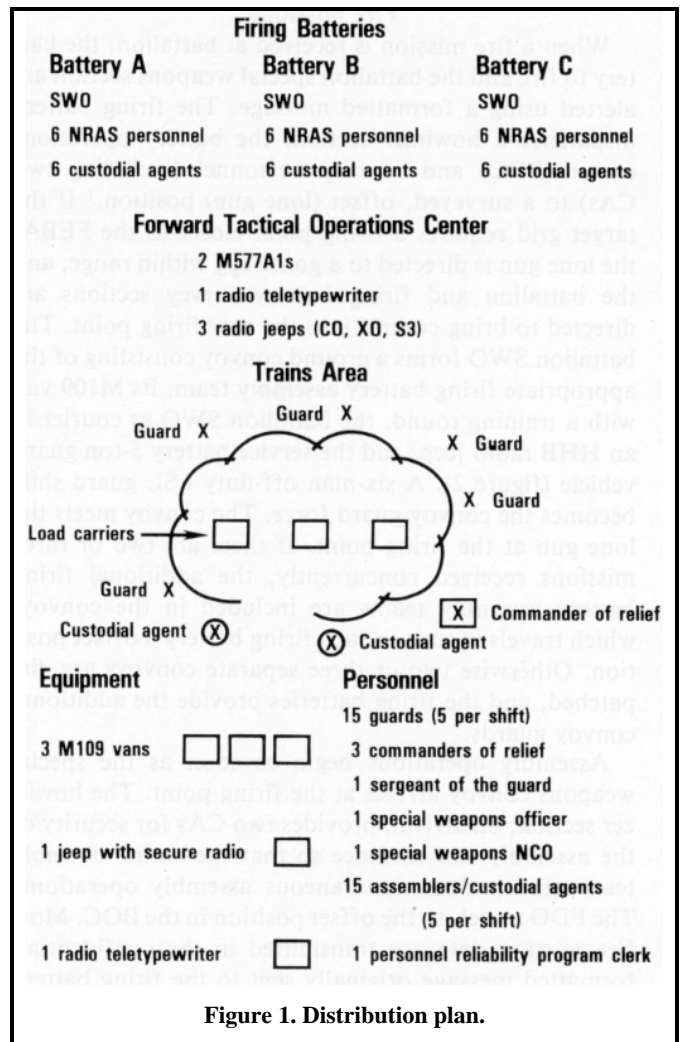 Firing Batteries
Battery A Battery B Battery C
SWO SWO SWO
6 NRAS personnel 6 NRAS personnel 6 NRAS personnel
6 custodial agents 6 custodial agents 6 custodial agents
Forward Tactical Operations Center
2 M577A1s
1 radio teletypewriter
3 radio jeeps (CO, XO, S3)
Trains Area
Guard X
Guard X
X Guard
X Guard
Load carriers
Guard X
X Commander of relief
Custodial agent X
X Custodial agent
Equipment Personnel
15 guards (5 per shift)
3 M109 vans 3 commanders of relief
1 sergeant of the guard
1 special weapons officer
1 jeep with secure radio 1 special weapons NCO
15 assemblers/custodial agents
(5 per shift)
1 radio teletypewriter 1 personnel reliability program clerk
Figure 1. Distribution plan.